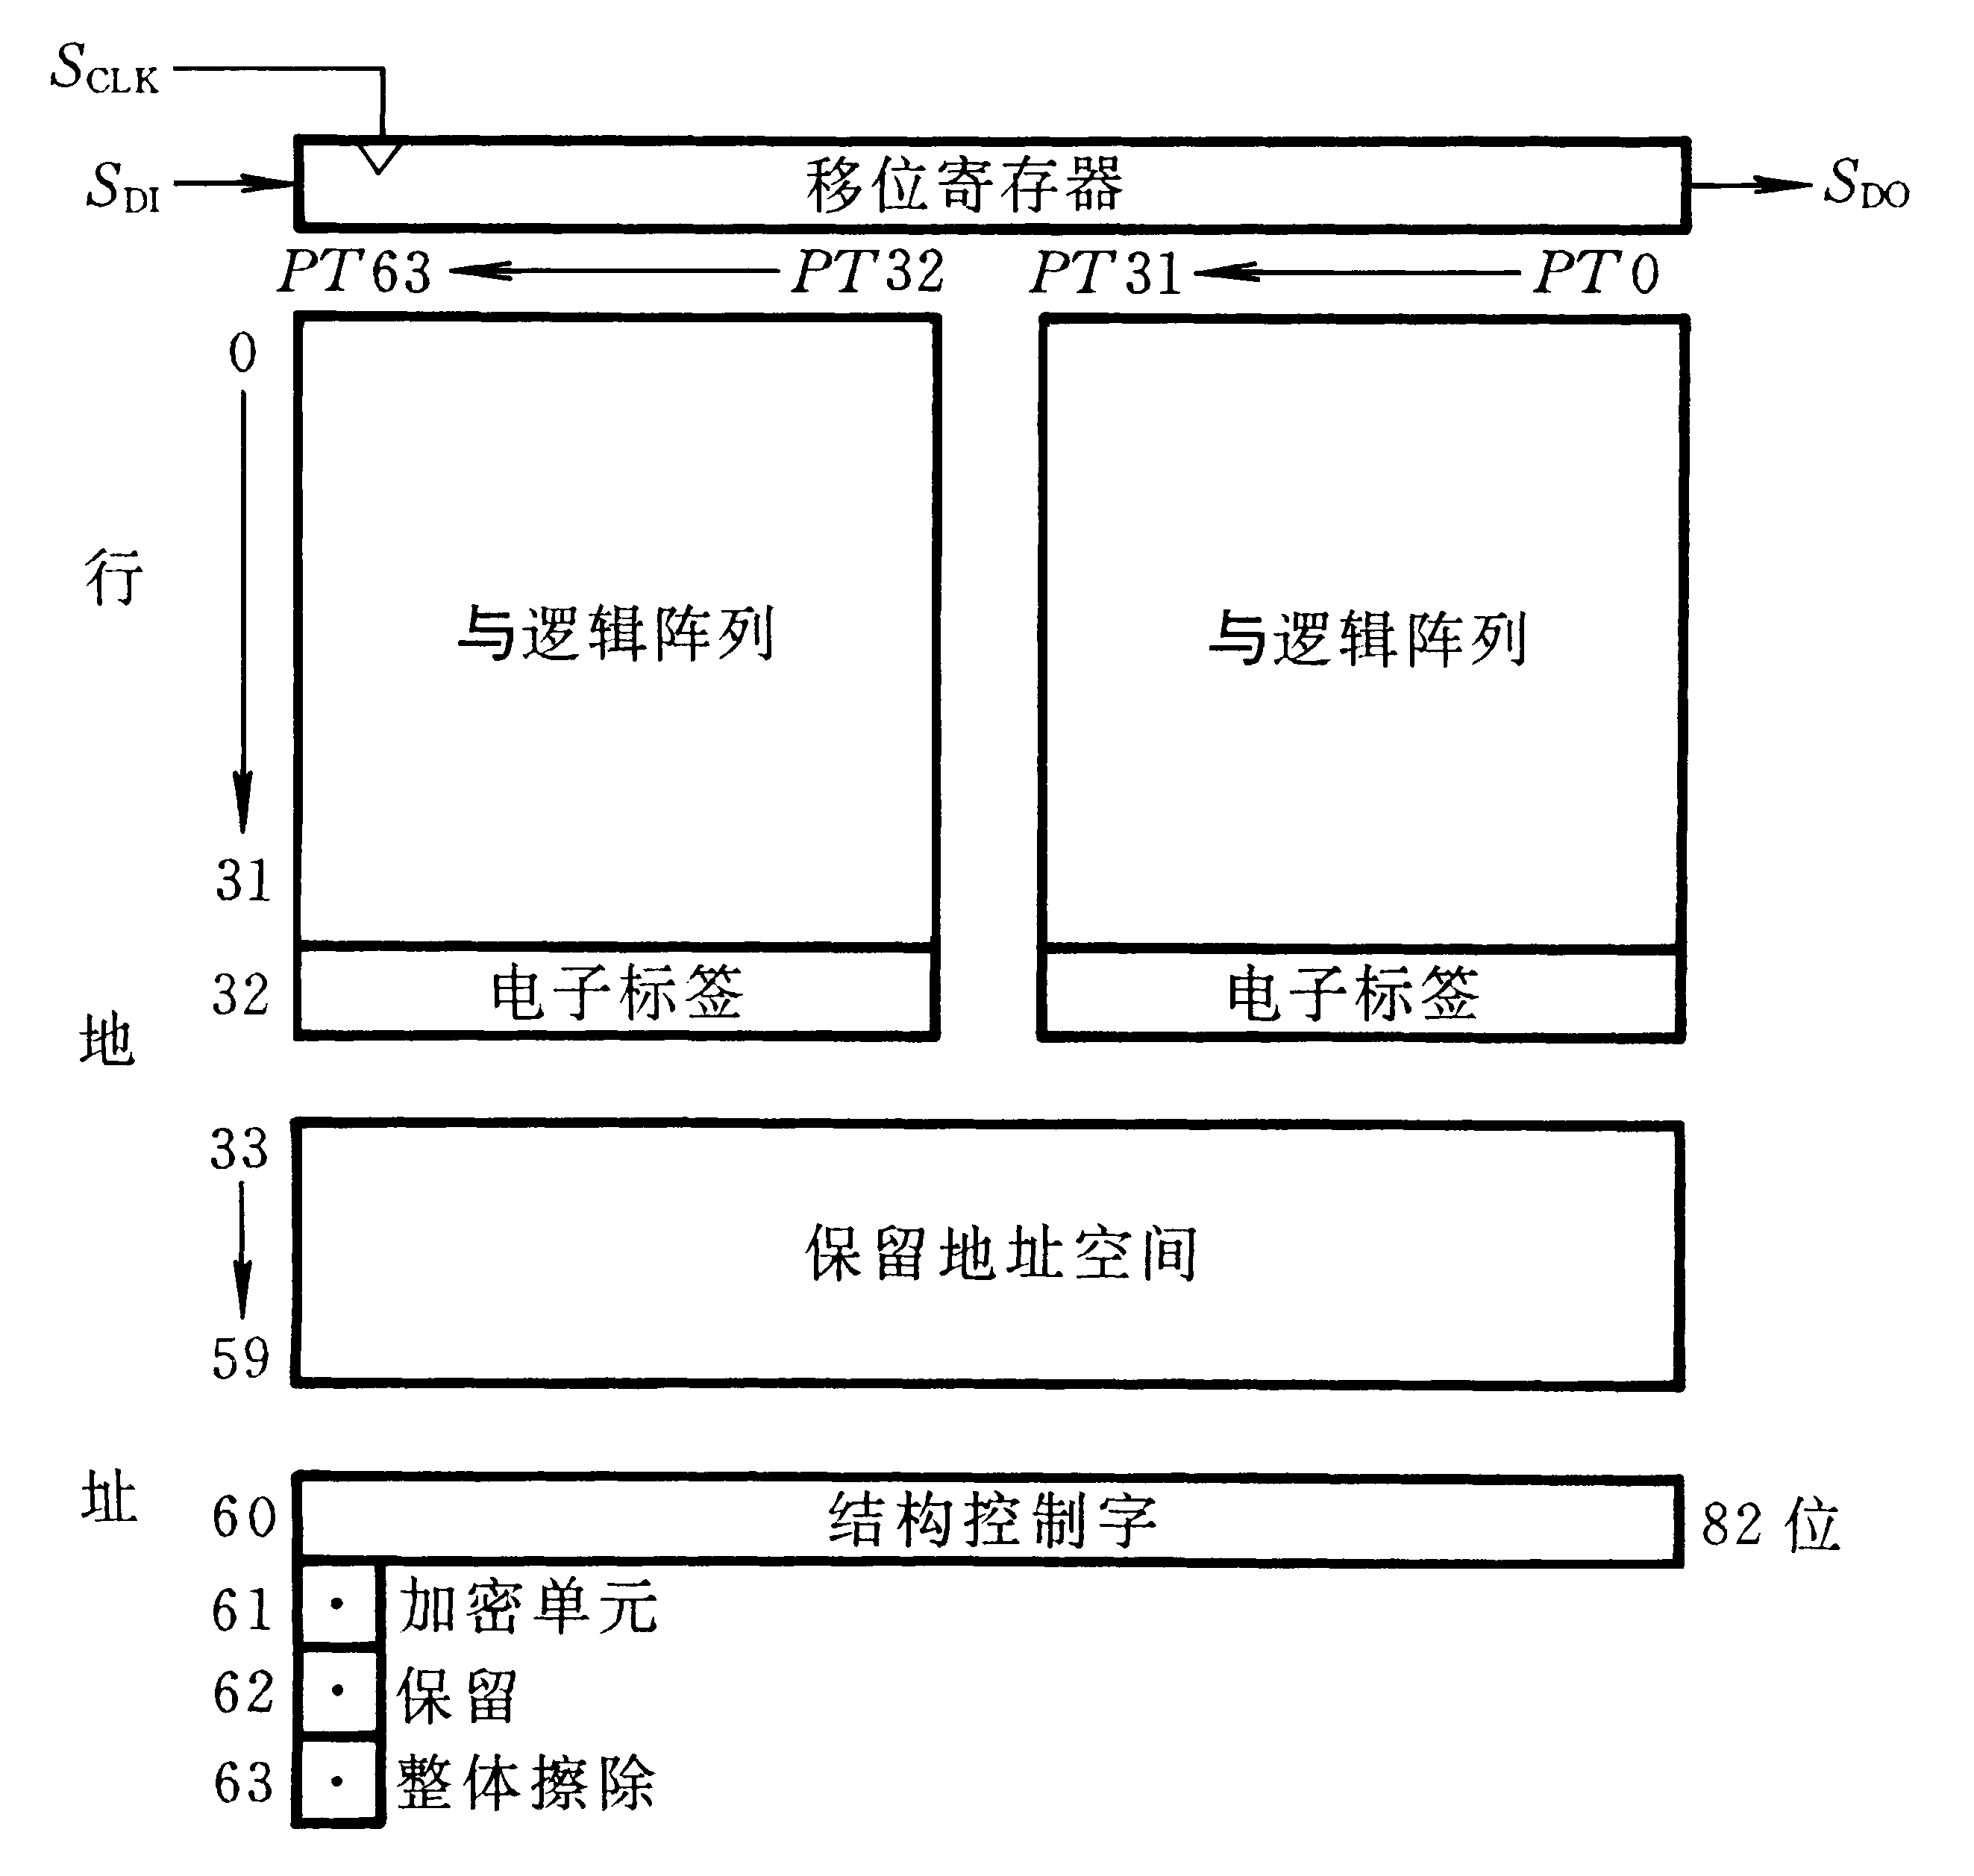 SCLK
SDI 移位寄存器 SDO
PT63 PT32 PT31 PT0
0
行
与逻辑阵列 与逻辑阵列
31
32 电子标签 电子标签
地
33
保留地址空间
59
址
60 结构控制字 82位
61 加密单元
62 保留
63 整体擦除